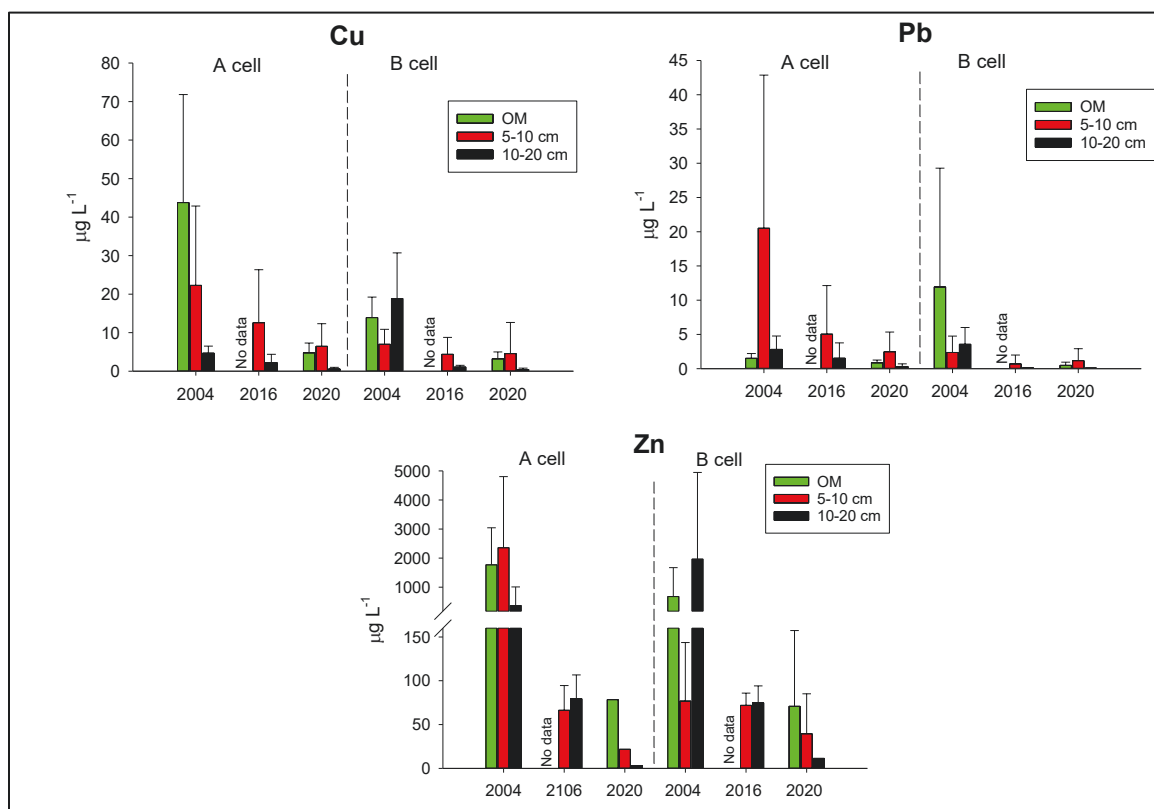 Cu
A cell B cell
80
70
60
50
40
30
20
10
0
µg L⁻¹
OM
5-10 cm
10-20 cm
No data
No data
2004 2016 2020 2004 2016 2020
Pb
A cell B cell
45
40
35
30
25
20
15
10
5
0
µg L⁻¹
OM
5-10 cm
10-20 cm
No data
No data
2004 2016 2020 2004 2016 2020
Zn
A cell B cell
5000
4000
3000
2000
1000
150
100
50
0
µg L⁻¹
OM
5-10 cm
10-20 cm
No data
No data
2004 2106 2020 2004 2016 2020